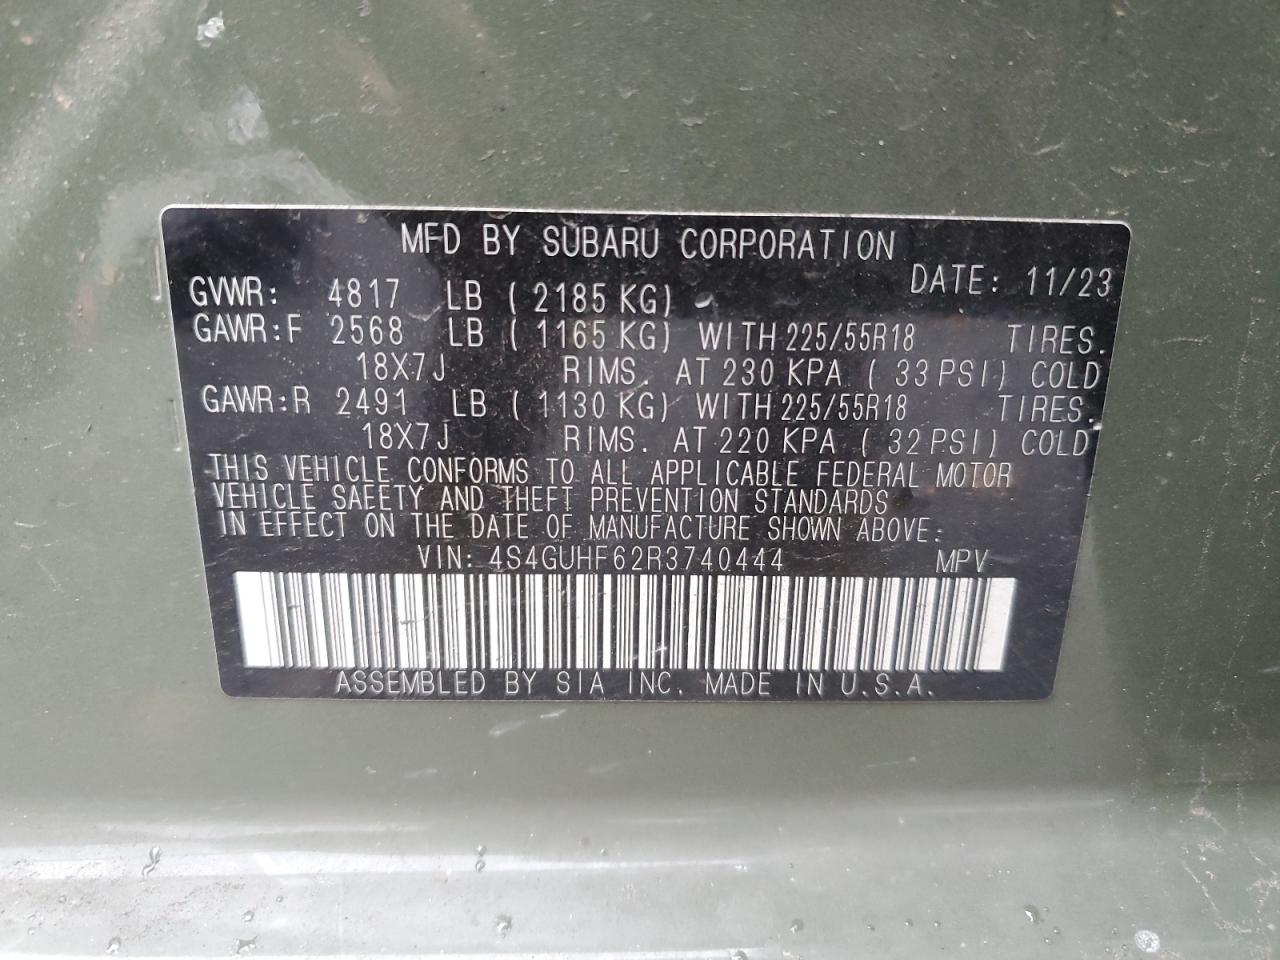 MFD BY SUBARU CORPORATION
DATE: 11/23
GVWR: 4817 LB ( 2185 KG)
GAWR:F 2568 LB ( 1165 KG) WITH 225/55R18 TIRES.
18X7J RIMS. AT 230 KPA ( 33 PSI) COLD
GAWR:R 2491 LB ( 1130 KG) WITH 225/55R18 TIRES.
18X7J RIMS. AT 220 KPA ( 32 PSI) COLD
THIS VEHICLE CONFORMS TO ALL APPLICABLE FEDERAL MOTOR
VEHICLE SAFETY AND THEFT PREVENTION STANDARDS
IN EFFECT ON THE DATE OF MANUFACTURE SHOWN ABOVE:
VIN: 4S4GUHF62R3740444 MPV
ASSEMBLED BY SIA INC. MADE IN U.S.A.